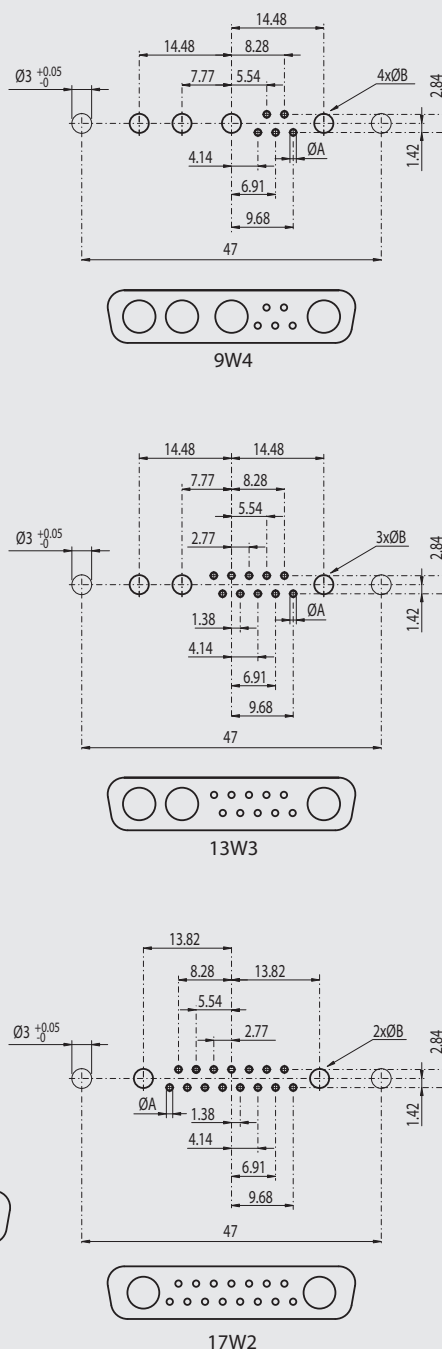 14.48
14.48 8.28
Ø3 +0.05 -0
7.77 5.54
4xØB
2.84
1.42
4.14
ØA
6.91
9.68
47
9W4
14.48 14.48
7.77 8.28
5.54
Ø3 +0.05 -0
2.77
3xØB
2.84
1.42
1.38
ØA
4.14
6.91
9.68
47
13W3
13.82
8.28 13.82
5.54
Ø3 +0.05 -0
2.77
2xØB
2.84
1.42
ØA
1.38
4.14
6.91
9.68
47
17W2